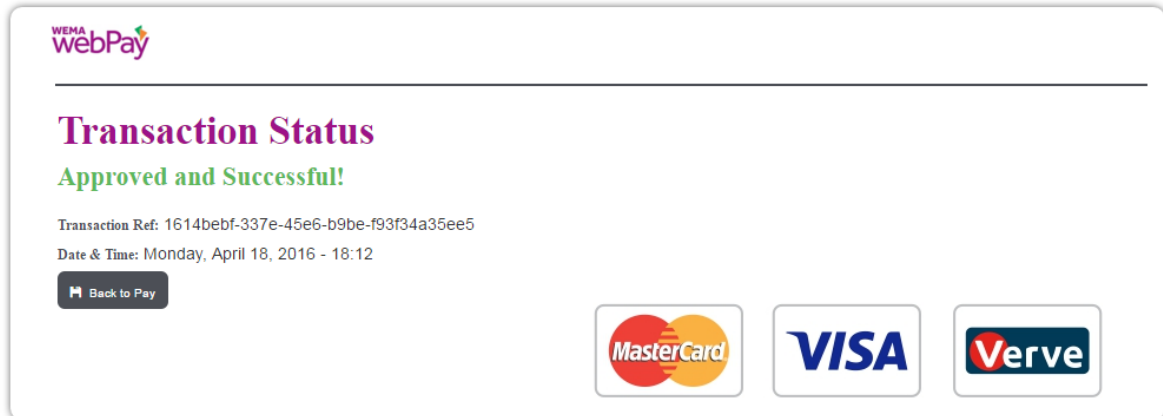 WEMA
webPay
Transaction Status
Approved and Successful!
Transaction Ref: 1614bebf-337e-45e6-b9be-f93f34a35ee5
Date & Time: Monday, April 18, 2016 - 18:12
Back to Pay
MasterCard VISA Verve